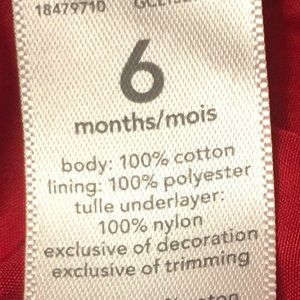 18479710
6
months/mois
body: 100% cotton
lining: 100% polyester
tulle underlayer:
100% nylon
exclusive of decoration
exclusive of trimming